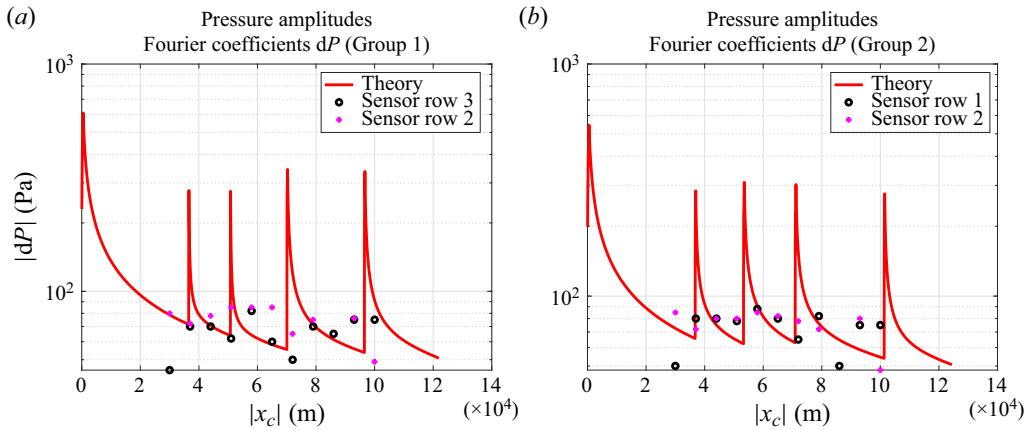 (a)
Pressure amplitudes
Fourier coefficients dP (Group 1)
10³
10²
|dP| (Pa)
Theory
Sensor row 3
Sensor row 2
0 2 4 6 8 10 12 14
(×10⁴)
|x_c| (m)
(b)
Pressure amplitudes
Fourier coefficients dP (Group 2)
10³
10²
Theory
Sensor row 1
Sensor row 2
0 2 4 6 8 10 12 14
(×10⁴)
|x_c| (m)